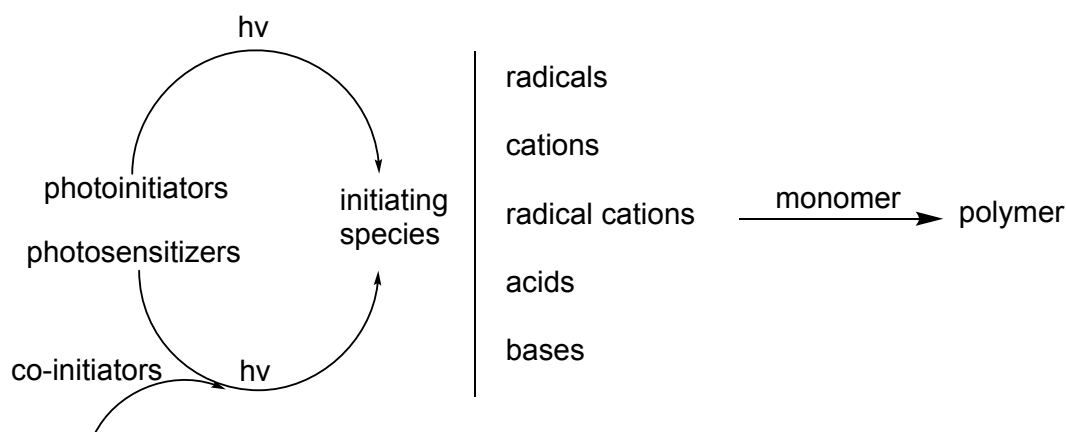 hv
photoinitiators
photosensitizers
co-initiators
hv
initiating
species
radicals
cations
radical cations
acids
bases
monomer
polymer